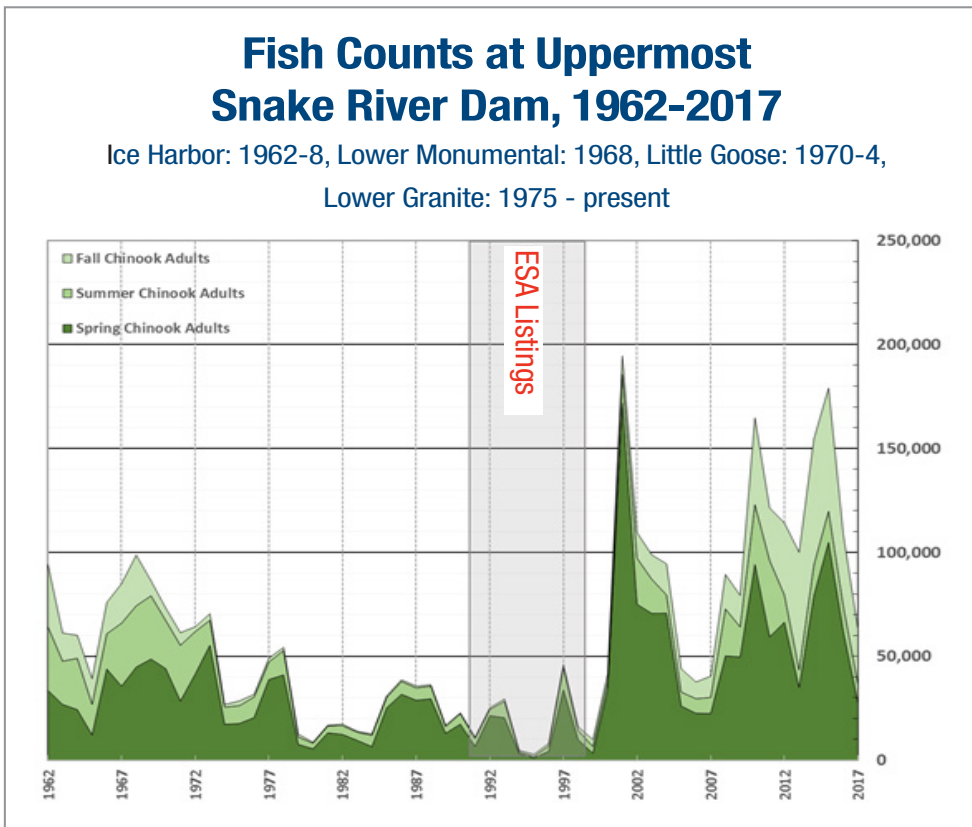 Fish Counts at Uppermost
Snake River Dam, 1962-2017
Ice Harbor: 1962-8, Lower Monumental: 1968, Little Goose: 1970-4,
Lower Granite: 1975 - present
Fall Chinook Adults
Summer Chinook Adults
Spring Chinook Adults
ESA Listings
250,000
200,000
150,000
100,000
50,000
0
1962
1967
1972
1977
1982
1987
1992
1997
2002
2007
2012
2017